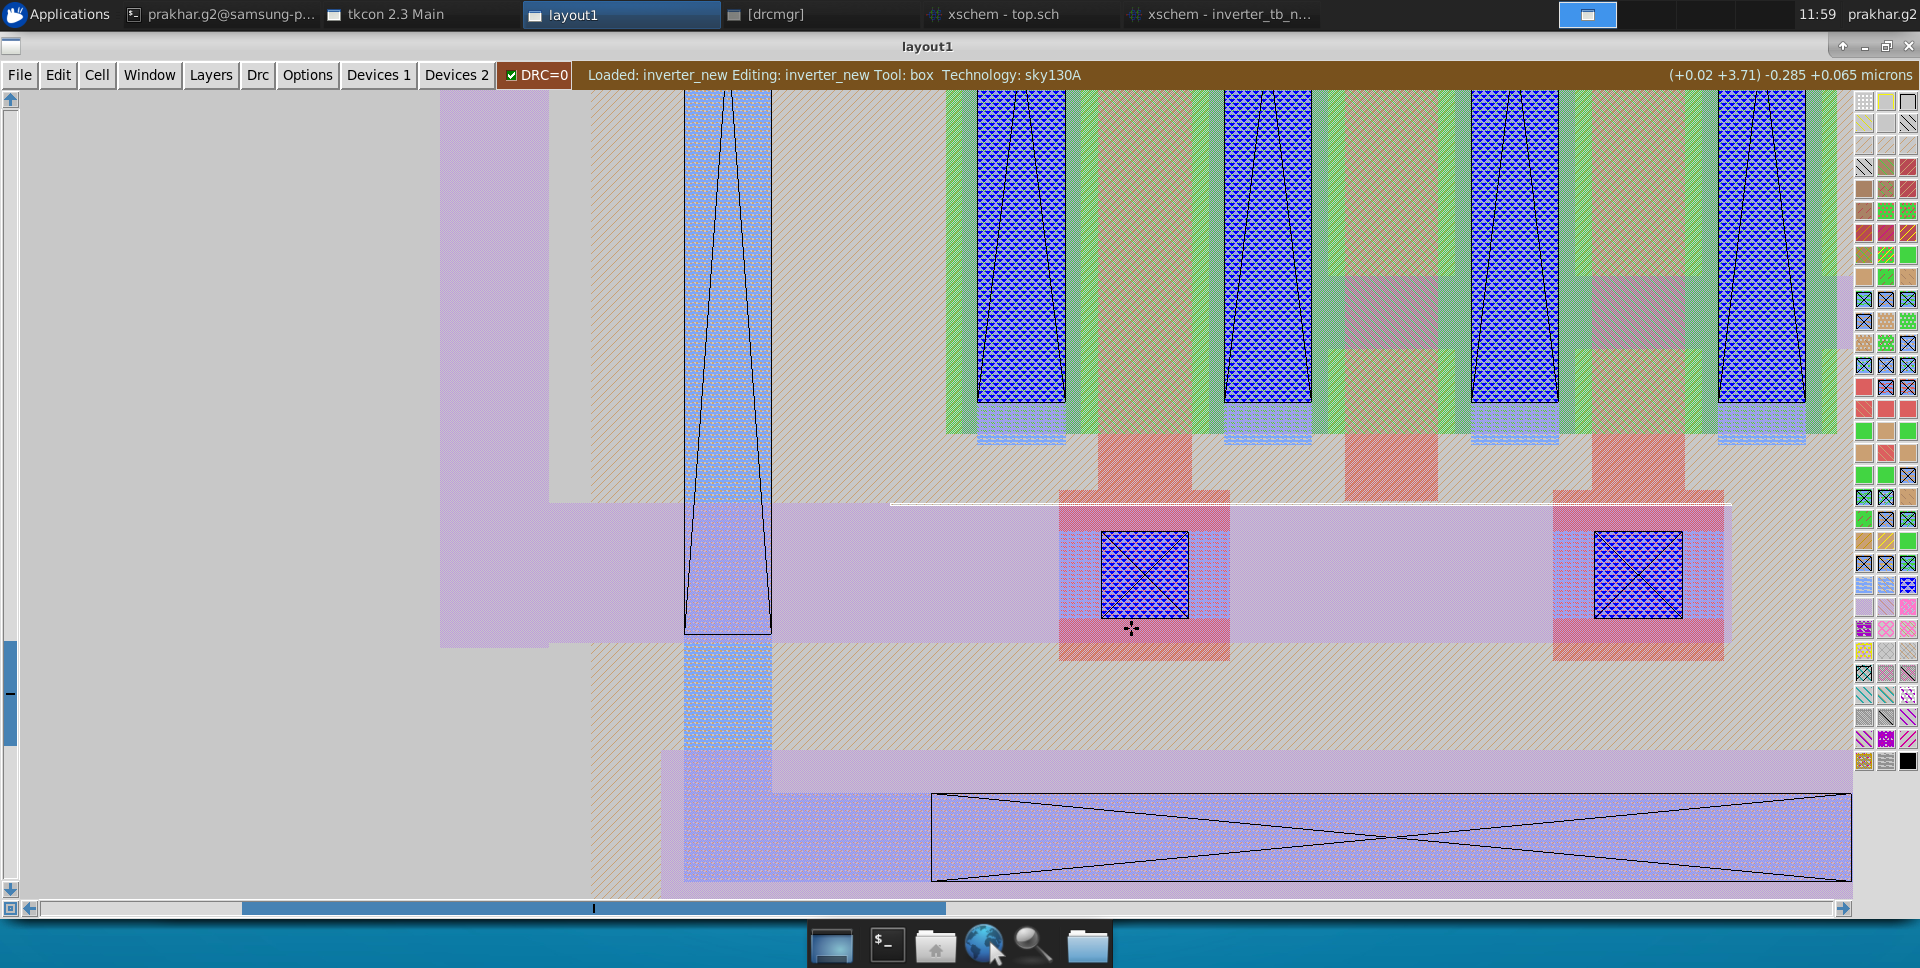 Applications prakhar.g2@samsung-p... tkcon 2.3 Main layout1 [drcmgr] xschem - top.sch xschem - inverter_tb_n... 11:59 prakhar.g2
layout1
File Edit Cell Window Layers Drc Options Devices 1 Devices 2 DRC=0 Loaded: inverter_new Editing: inverter_new Tool: box Technology: sky130A (+0.02 +3.71) -0.285 +0.065 microns
$_